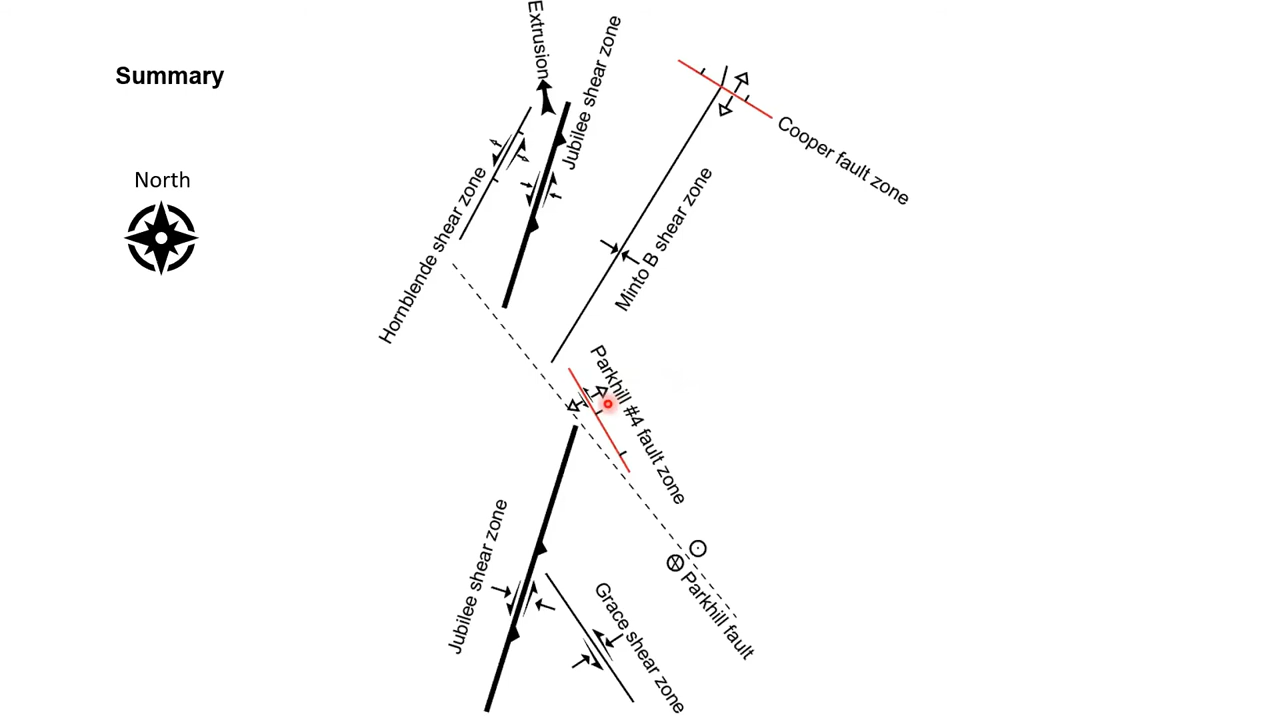 Summary
North
Extrusion
Jubilee shear zone
Hornblende shear zone
Cooper fault zone
Minto B shear zone
Parkhill #4 fault zone
Jubilee shear zone
Grace shear zone
Parkhill fault